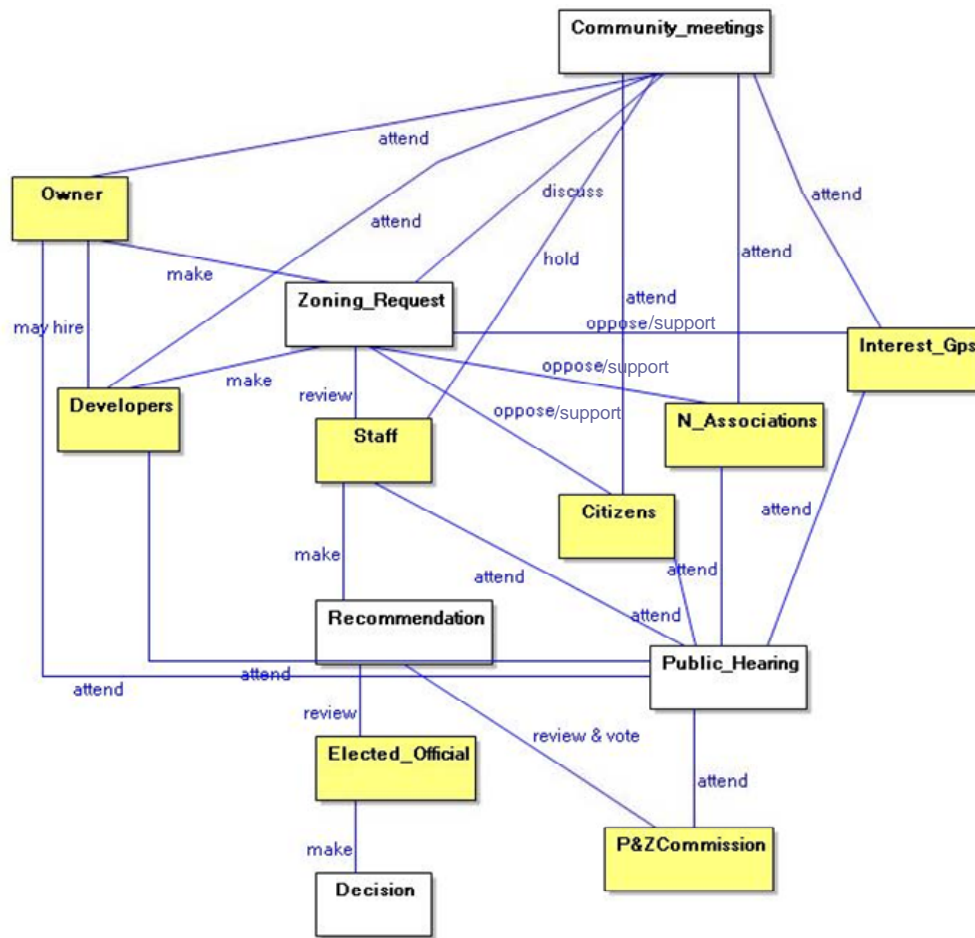 Community_meetings
attend
Owner
discuss
attend
attend
attend
hold
make
Zoning_Request
attend
may hire
oppose/support
Interest_Gps
oppose/support
make
review
Developers
oppose/support
N_Associations
Staff
Citizens
attend
make
attend
attend
attend
Recommendation
Public_Hearing
attend
attend
review
review & vote
Elected_Official
attend
P&ZCommission
make
Decision